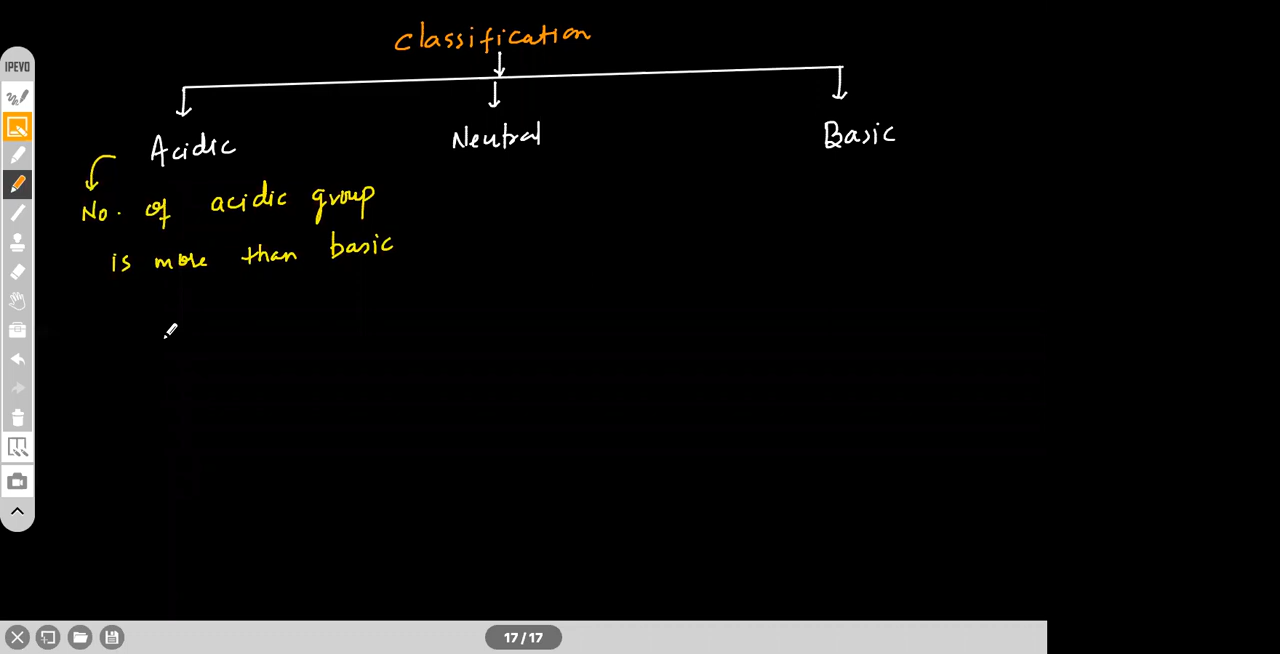 classification
IPEVO
Acidic Neutral Basic
No. of acidic group
is more than basic
17/17